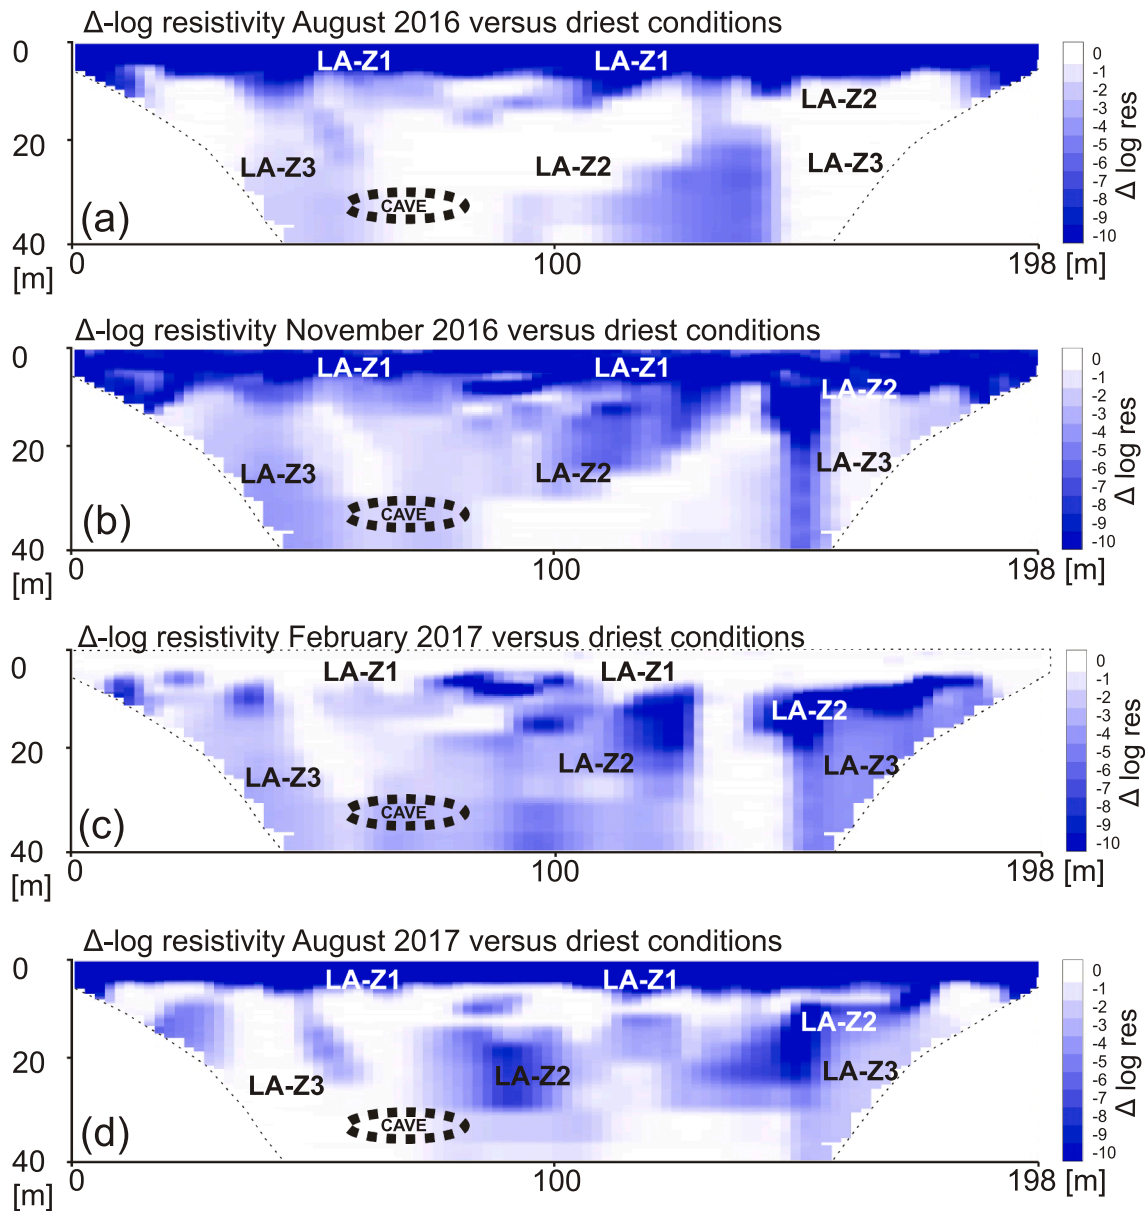 Δ-log resistivity August 2016 versus driest conditions
0
20
40
[m]
LA-Z1
LA-Z1
LA-Z2
LA-Z3
LA-Z2
LA-Z3
CAVE
(a)
0
100
198
[m]
0
-1
-2
-3
-4
-5
-6
-7
-8
-9
-10
Δ log res
Δ-log resistivity November 2016 versus driest conditions
0
20
40
[m]
LA-Z1
LA-Z1
LA-Z2
LA-Z3
LA-Z2
LA-Z3
CAVE
(b)
0
100
198
[m]
0
-1
-2
-3
-4
-5
-6
-7
-8
-9
-10
Δ log res
Δ-log resistivity February 2017 versus driest conditions
0
20
40
[m]
LA-Z1
LA-Z1
LA-Z2
LA-Z3
LA-Z2
LA-Z3
CAVE
(c)
0
100
198
[m]
0
-1
-2
-3
-4
-5
-6
-7
-8
-9
-10
Δ log res
Δ-log resistivity August 2017 versus driest conditions
0
20
40
[m]
LA-Z1
LA-Z1
LA-Z2
LA-Z3
LA-Z2
LA-Z3
CAVE
(d)
0
100
198
[m]
0
-1
-2
-3
-4
-5
-6
-7
-8
-9
-10
Δ log res